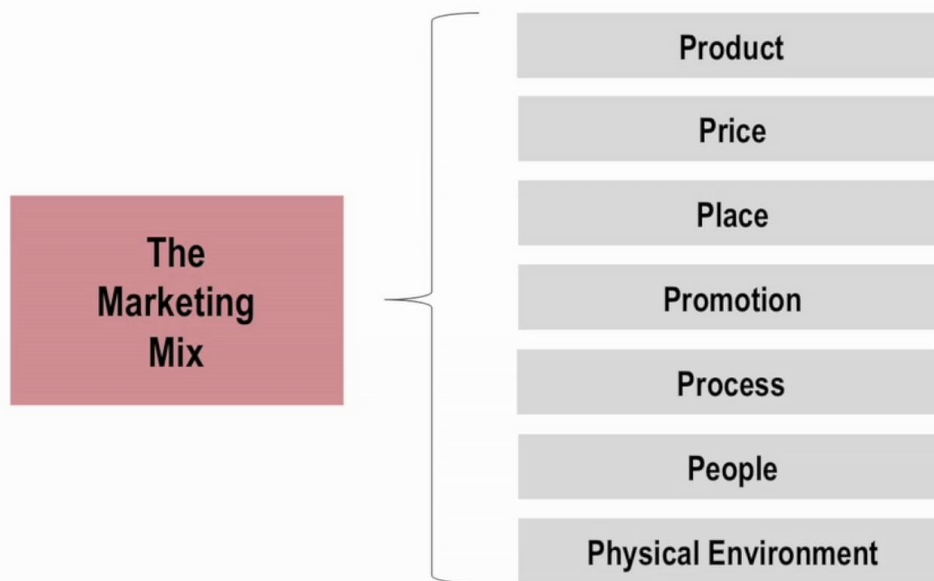 The
Marketing
Mix
Product
Price
Place
Promotion
Process
People
Physical Environment